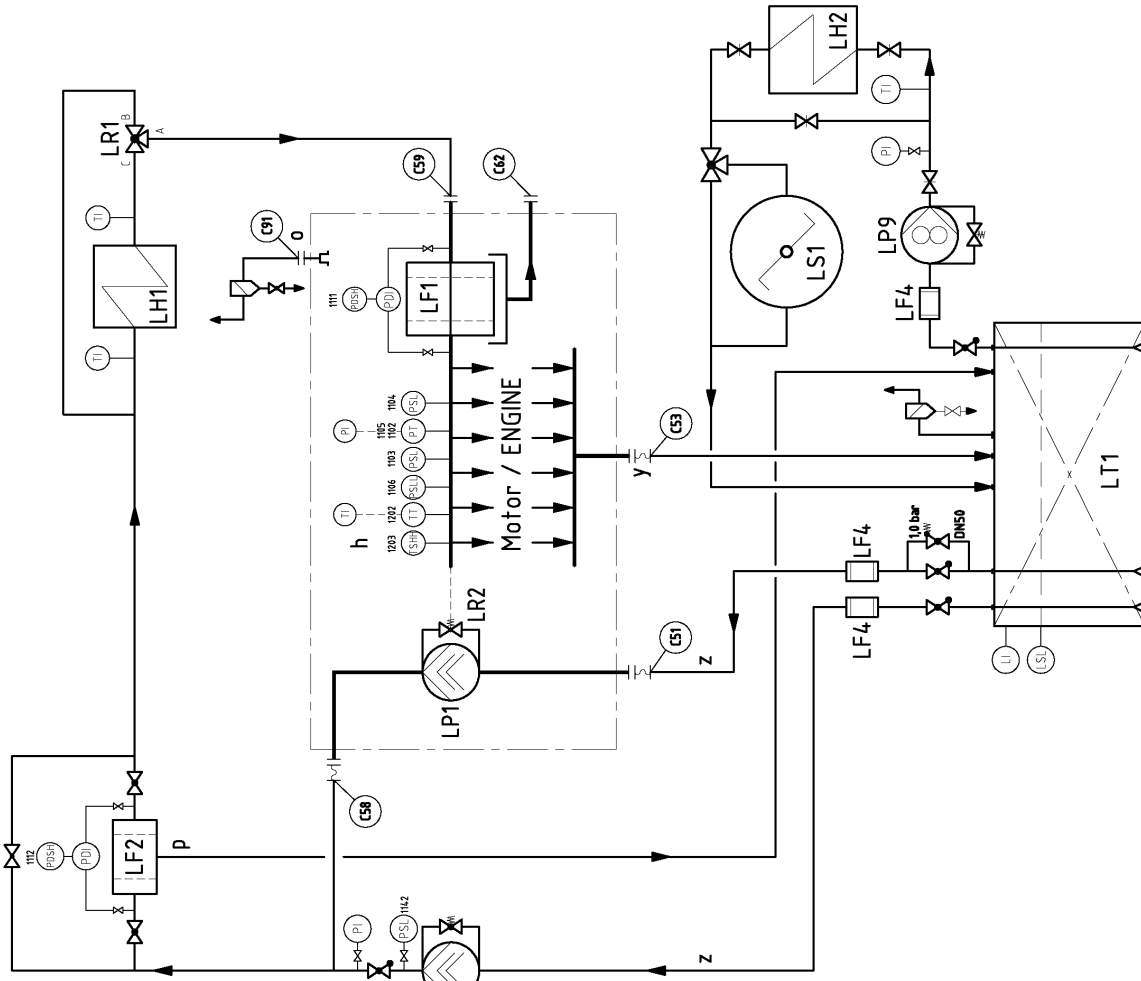 LH2
TI
PI
LP9
LF4
LS1
LR1
B
A
C
TI
LH1
TI
C91
o
C59
C62
1111
PDSH
PDI
LF1
1104
PSL
PI
1105
1102
PT
1103
PSL
1106
PSLL
TI
1202
TT
h
1203
TSHH
Motor / ENGINE
y
C53
LR2
LP1
C51
z
C58
1,0 bar
DN50
LF4
LF4
LI
LSL
x
LT1
1112
PDSH
PDI
LF2
p
PI
PSL
1142
z